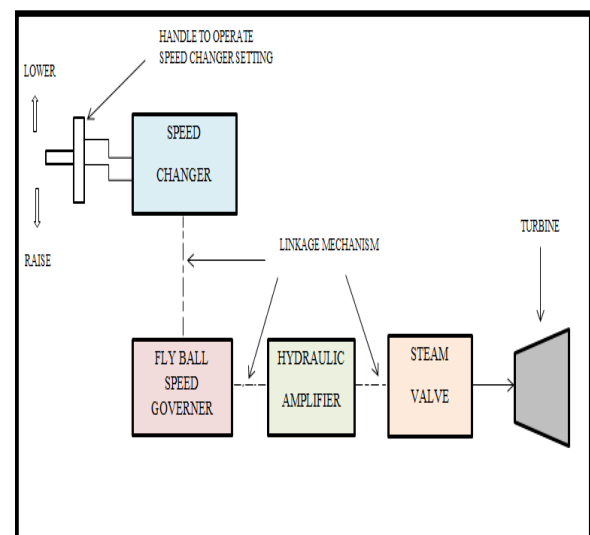 HANDLE TO OPERATE
SPEED CHANGER SETTING
LOWER
SPEED
CHANGER
RAISE
LINKAGE MECHANISM
TURBINE
FLY BALL
SPEED
GOVERNER
HYDRAULIC
AMPLIFIER
STEAM
VALVE